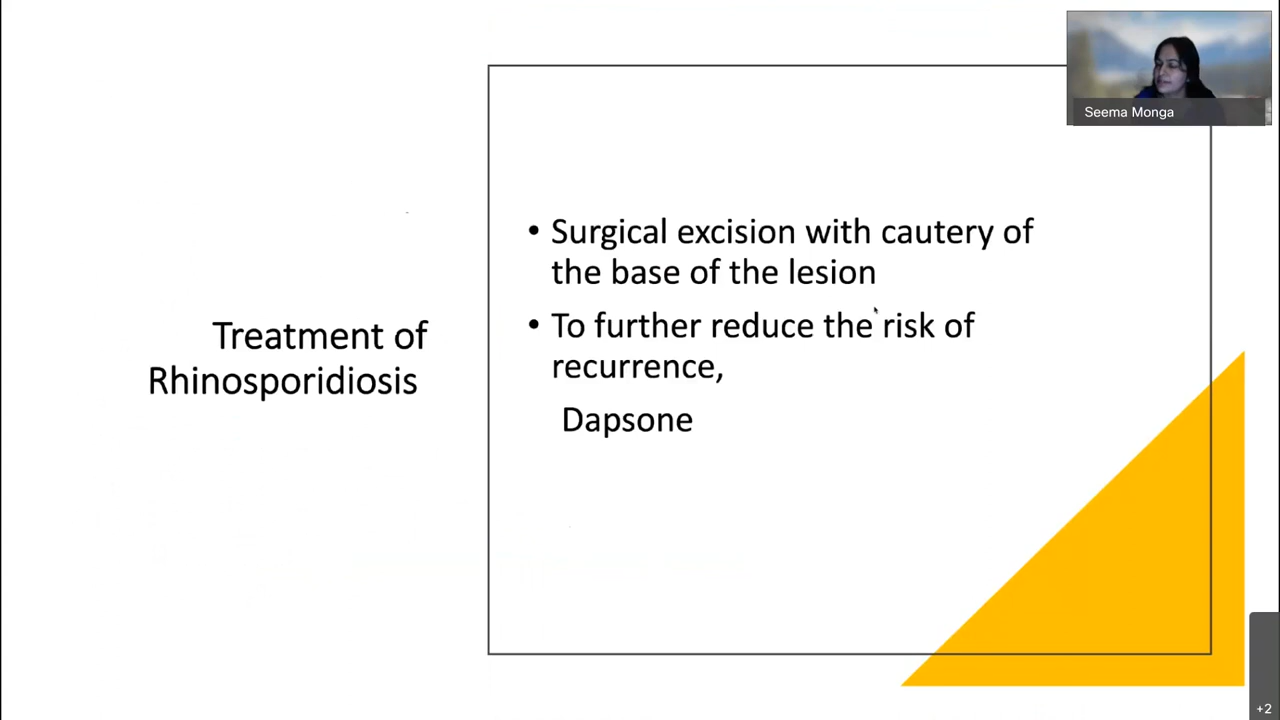 Seema Monga
Treatment of
Rhinosporidiosis
• Surgical excision with cautery of
the base of the lesion
• To further reduce the risk of
recurrence,
Dapsone
+2